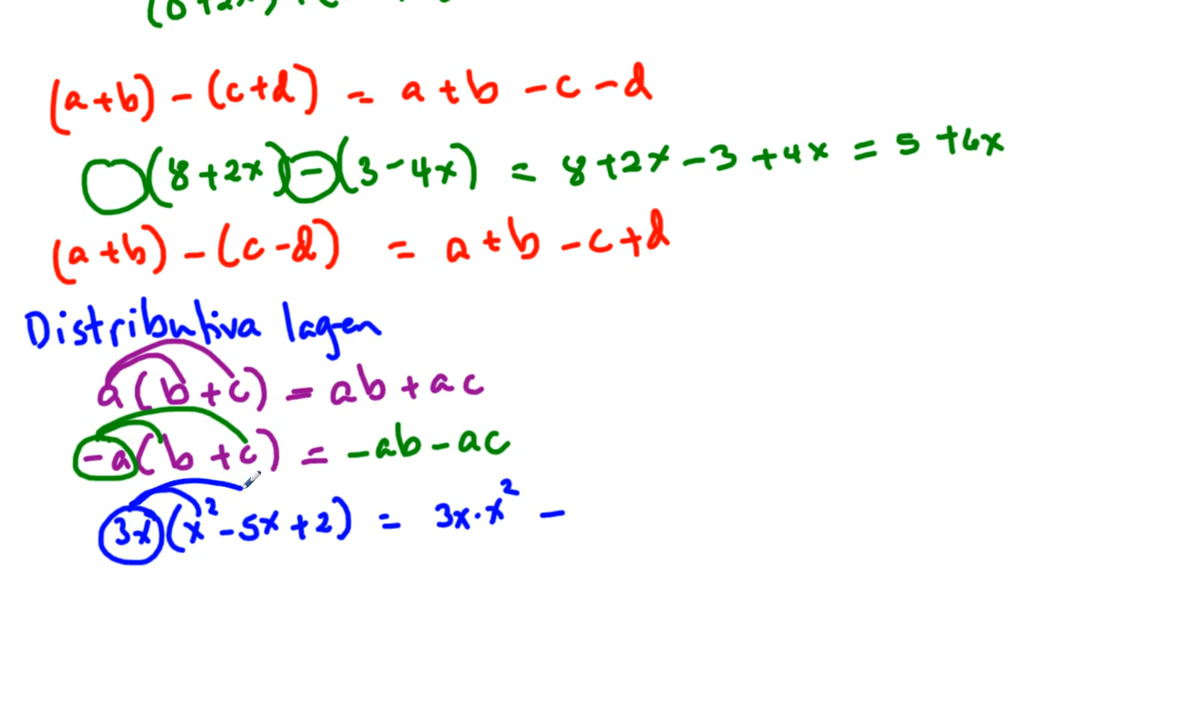 (a+b) - (c+d) = a+b-c-d
(8+2x)-(3-4x) = 8+2x-3+4x = 5+6x
(a+b)-(c-d) = a+b-c+d
Distributiva lagen
a(b+c) = ab+ac
-a(b+c) = -ab-ac
3x(x²-5x+2) = 3x·x² -